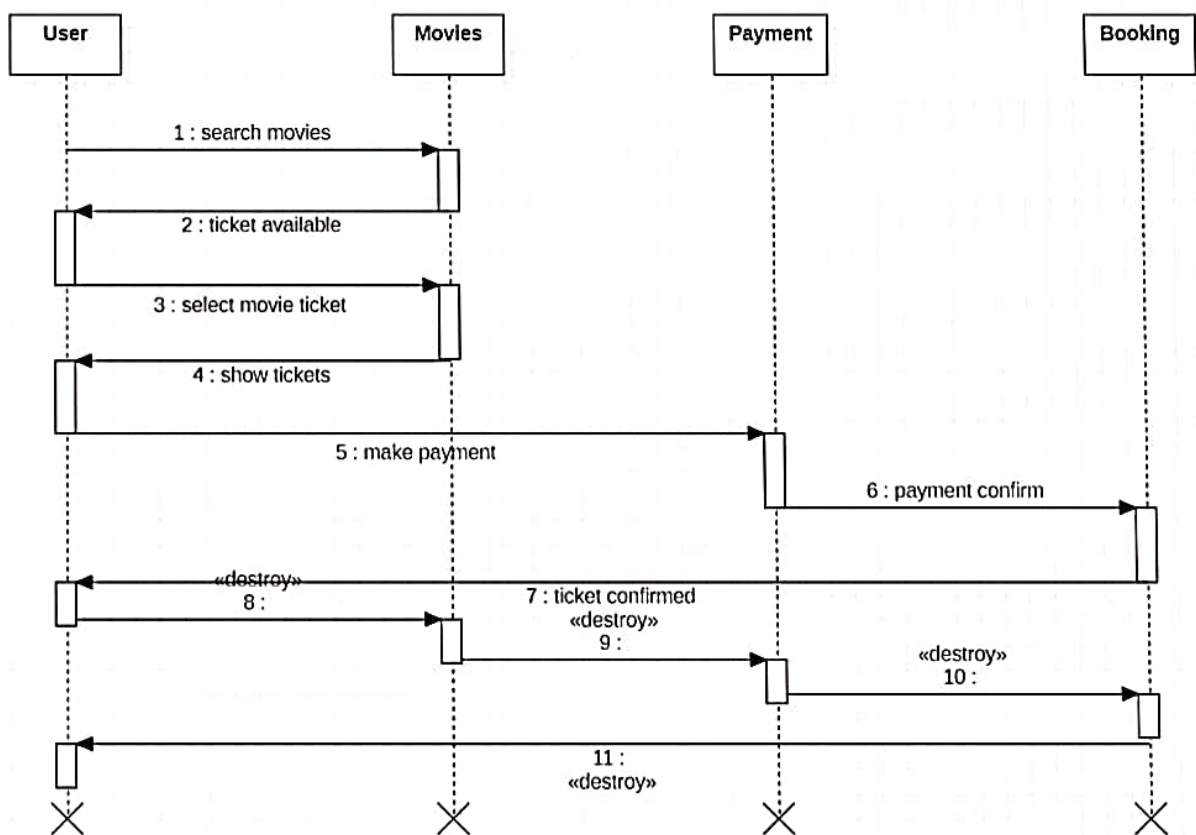 User
Movies
Payment
Booking
1 : search movies
2 : ticket available
3 : select movie ticket
4 : show tickets
5 : make payment
6 : payment confirm
7 : ticket confirmed
«destroy»
8 :
«destroy»
9 :
«destroy»
10 :
11 :
«destroy»